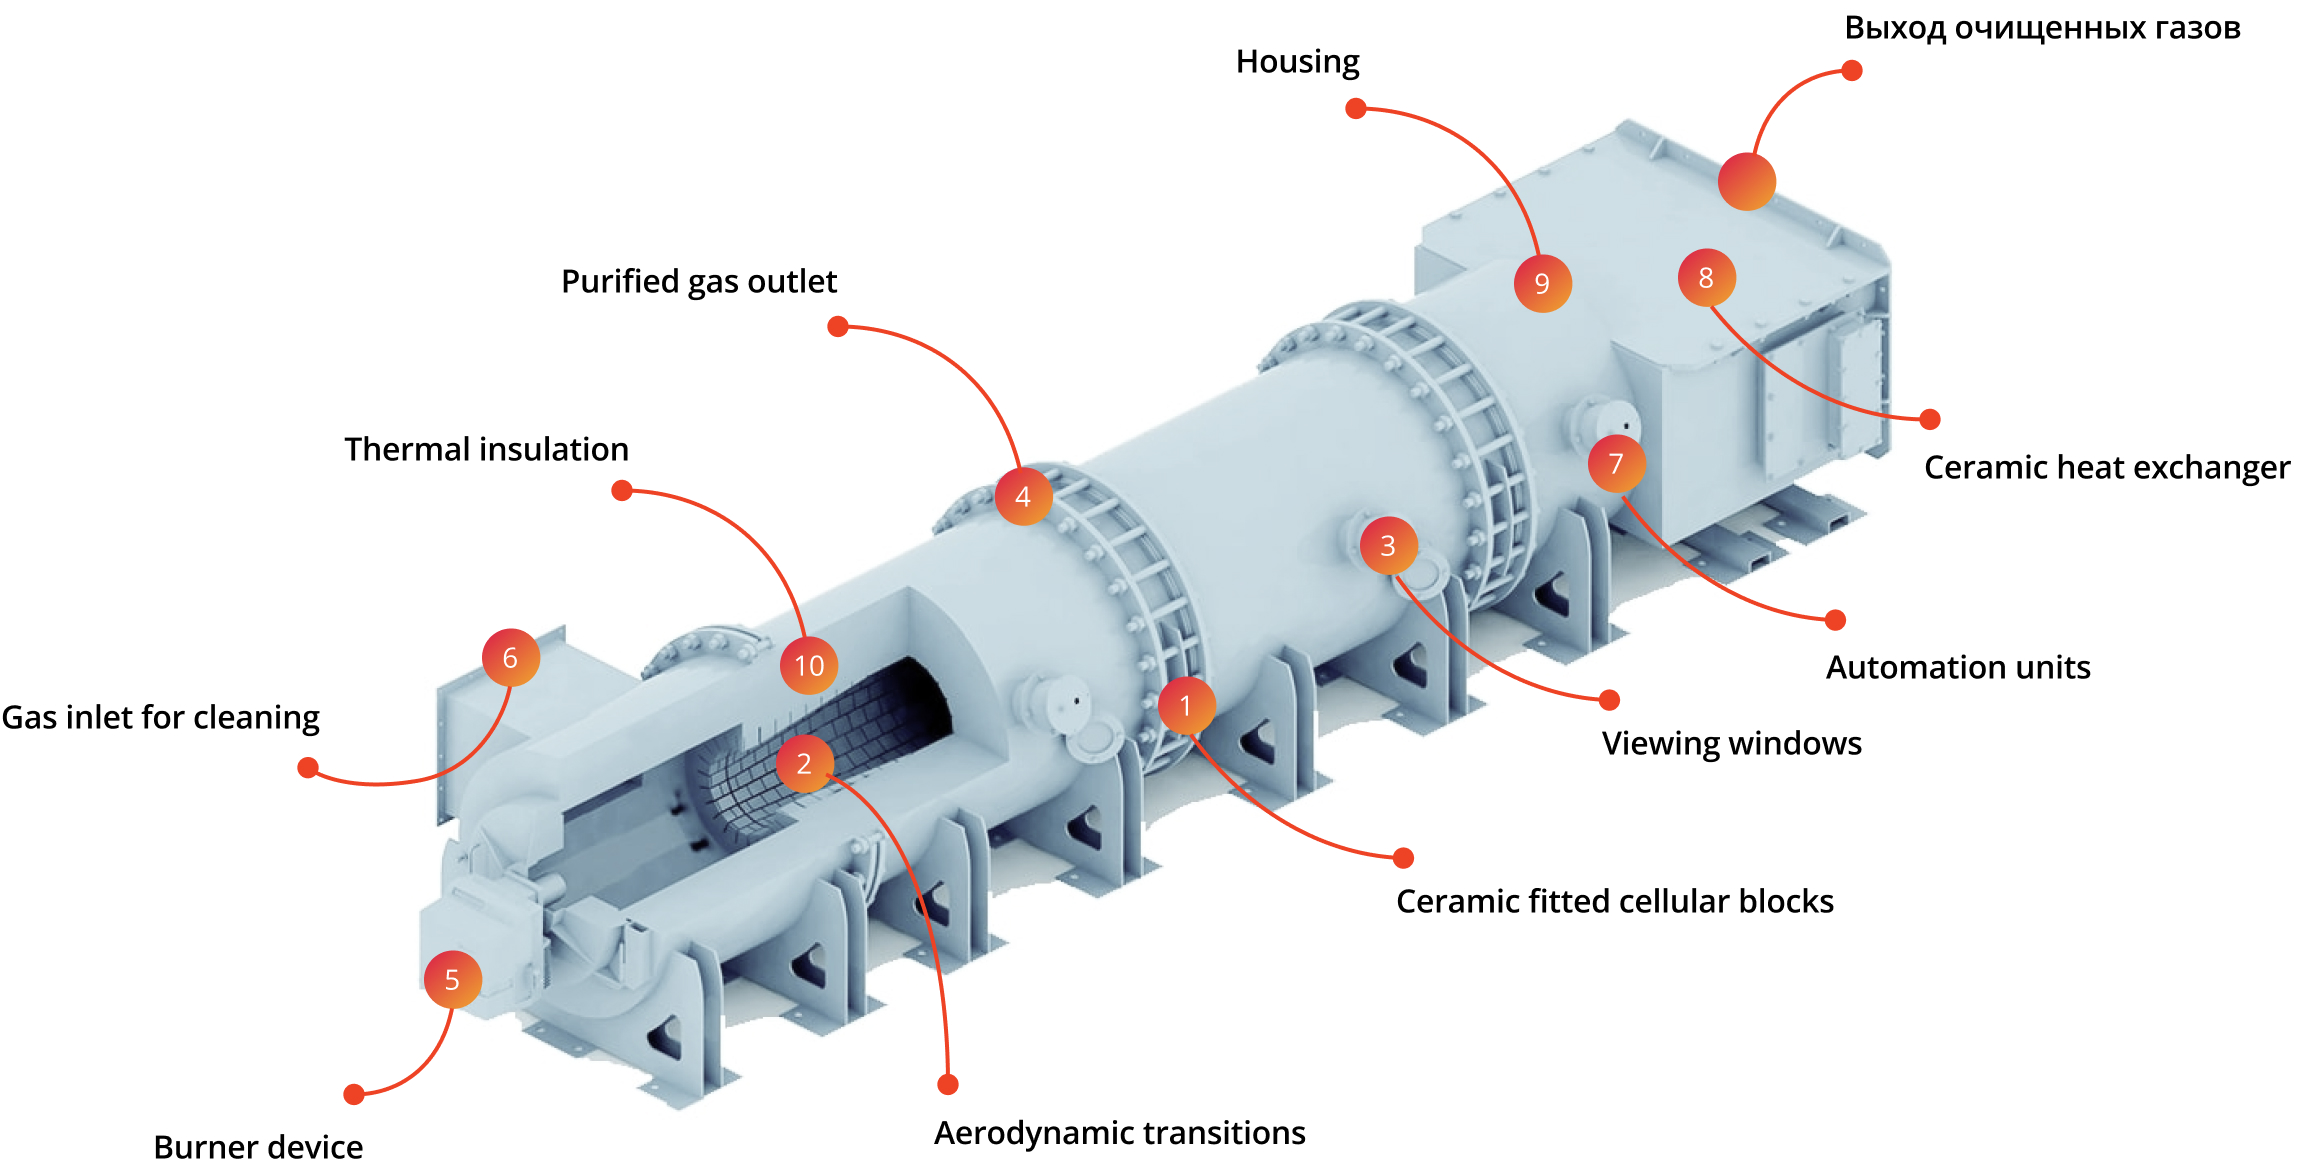 Выход очищенных газов
Housing
9
8
Purified gas outlet
4
Ceramic heat exchanger
7
Thermal insulation
3
10
6
Automation units
Gas inlet for cleaning
1
Viewing windows
2
Ceramic fitted cellular blocks
5
Aerodynamic transitions
Burner device